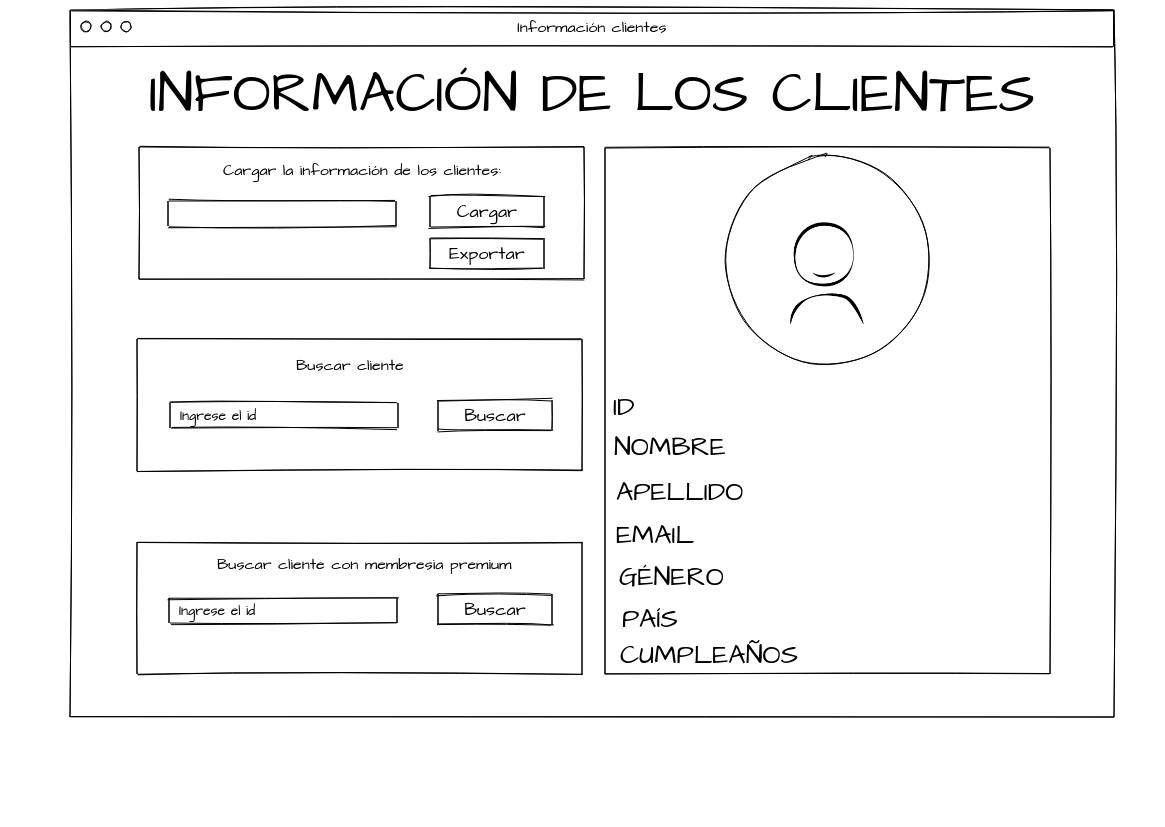 Información clientes
INFORMACIÓN DE LOS CLIENTES
Cargar la información de los clientes:
Cargar
Exportar
Buscar cliente
Ingrese el id
Buscar
Buscar cliente con membresia premium
Ingrese el id
Buscar
ID
NOMBRE
APELLIDO
EMAIL
GÉNERO
PAÍS
CUMPLEAÑOS